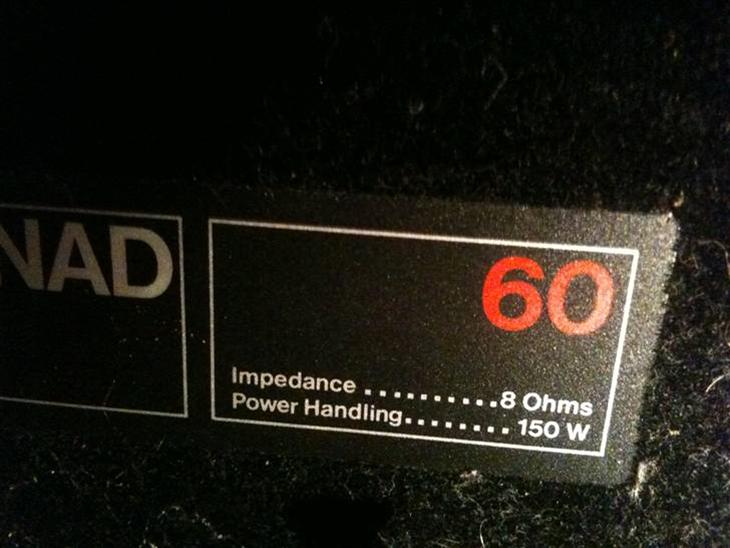 NAD
60
Impedance ...........8 Ohms
Power Handling......... 150 W